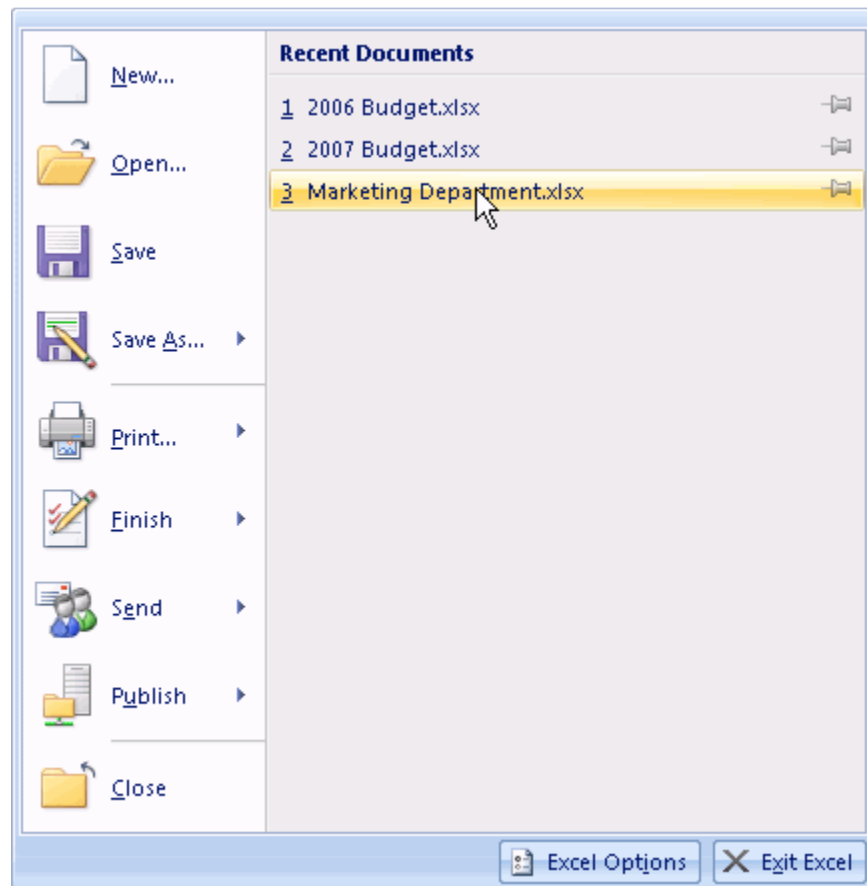 New...
Open...
Save
Save As...
Print...
Finish
Send
Publish
Close
Recent Documents
1 2006 Budget.xlsx
2 2007 Budget.xlsx
3 Marketing Department.xlsx
Excel Options
Exit Excel